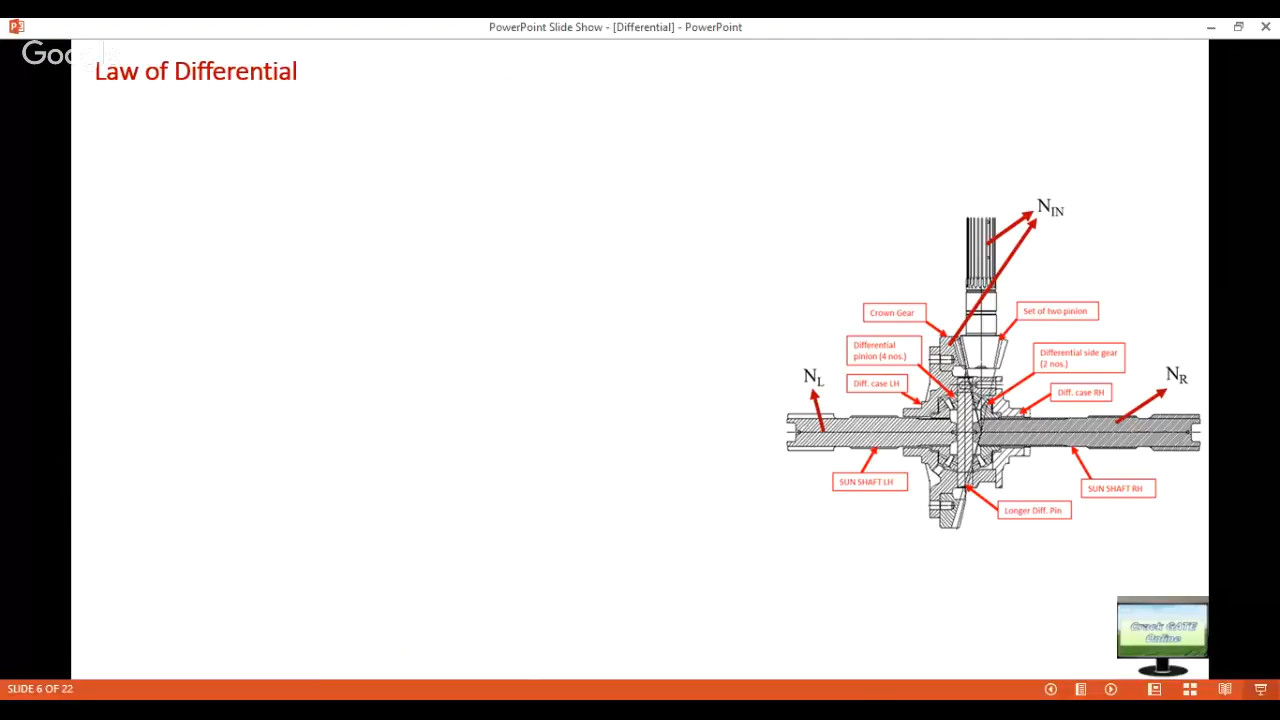 PowerPoint Slide Show - [Differential] - PowerPoint
Google
Law of Differential
N_IN
Crown Gear
Set of two pinion
Differential
pinion (4 nos.)
Differential side gear
(2 nos.)
N_L
N_R
Diff. case LH
Diff. case RH
SUN SHAFT LH
SUN SHAFT RH
Longer Diff. Pin
Crack GATE
Online
SLIDE 6 OF 22